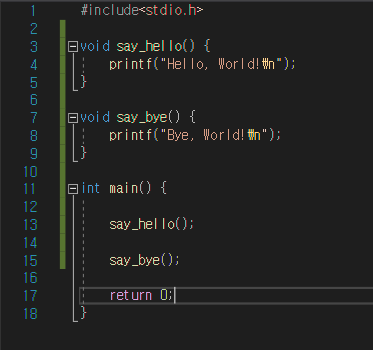 1 #include<stdio.h>
2
3 void say_hello() {
4 printf("Hello, World!₩n");
5 }
6
7 void say_bye() {
8 printf("Bye, World!₩n");
9 }
10
11 int main() {
12
13 say_hello();
14
15 say_bye();
16
17 return 0;
18 }